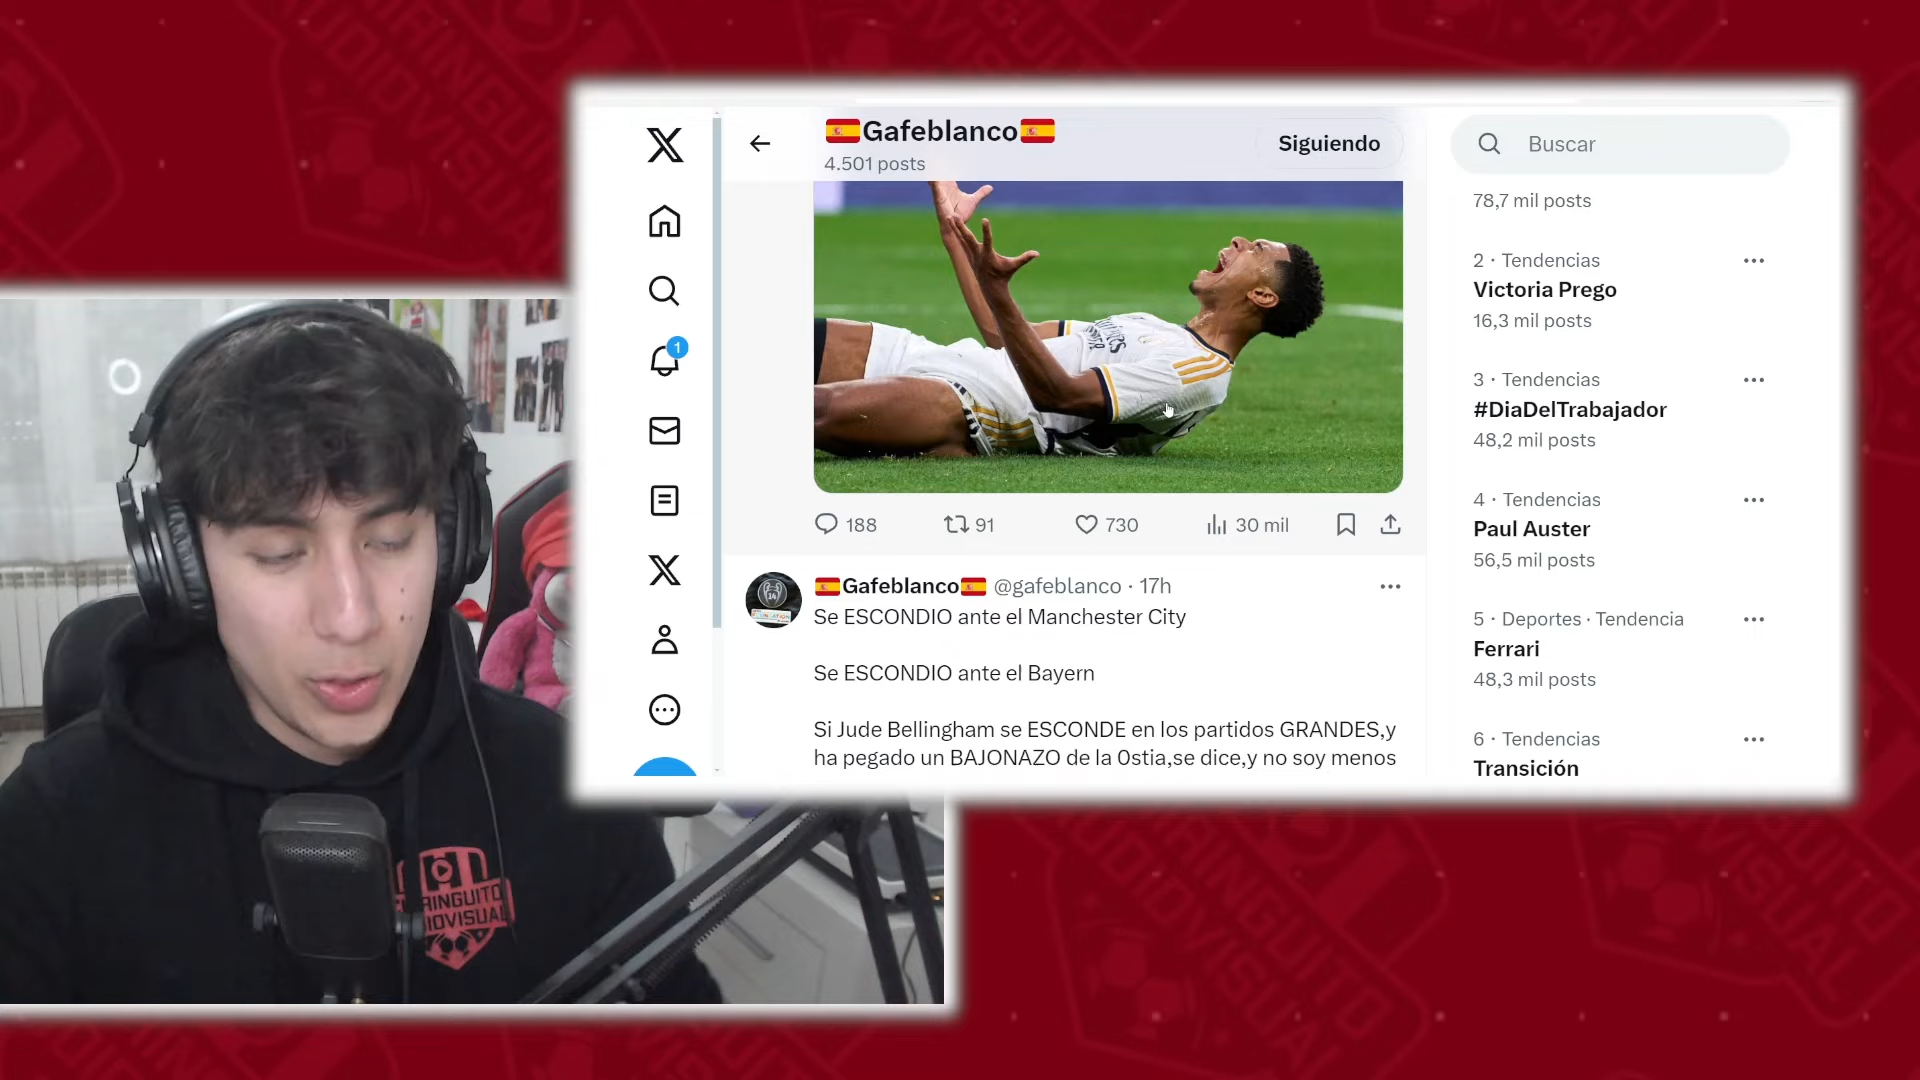 Gafeblanco
4.501 posts
Siguiendo
Buscar
78,7 mil posts
2 · Tendencias
Victoria Prego
16,3 mil posts
3 · Tendencias
#DiaDelTrabajador
48,2 mil posts
4 · Tendencias
Paul Auster
56,5 mil posts
5 · Deportes · Tendencia
Ferrari
48,3 mil posts
6 · Tendencias
Transición
1
188 91 730 30 mil
Gafeblanco @gafeblanco · 17h
Se ESCONDIO ante el Manchester City
Se ESCONDIO ante el Bayern
Si Jude Bellingham se ESCONDE en los partidos GRANDES,y
ha pegado un BAJONAZO de la 0stia,se dice,y no soy menos
RINGUITO
IOVISUAL